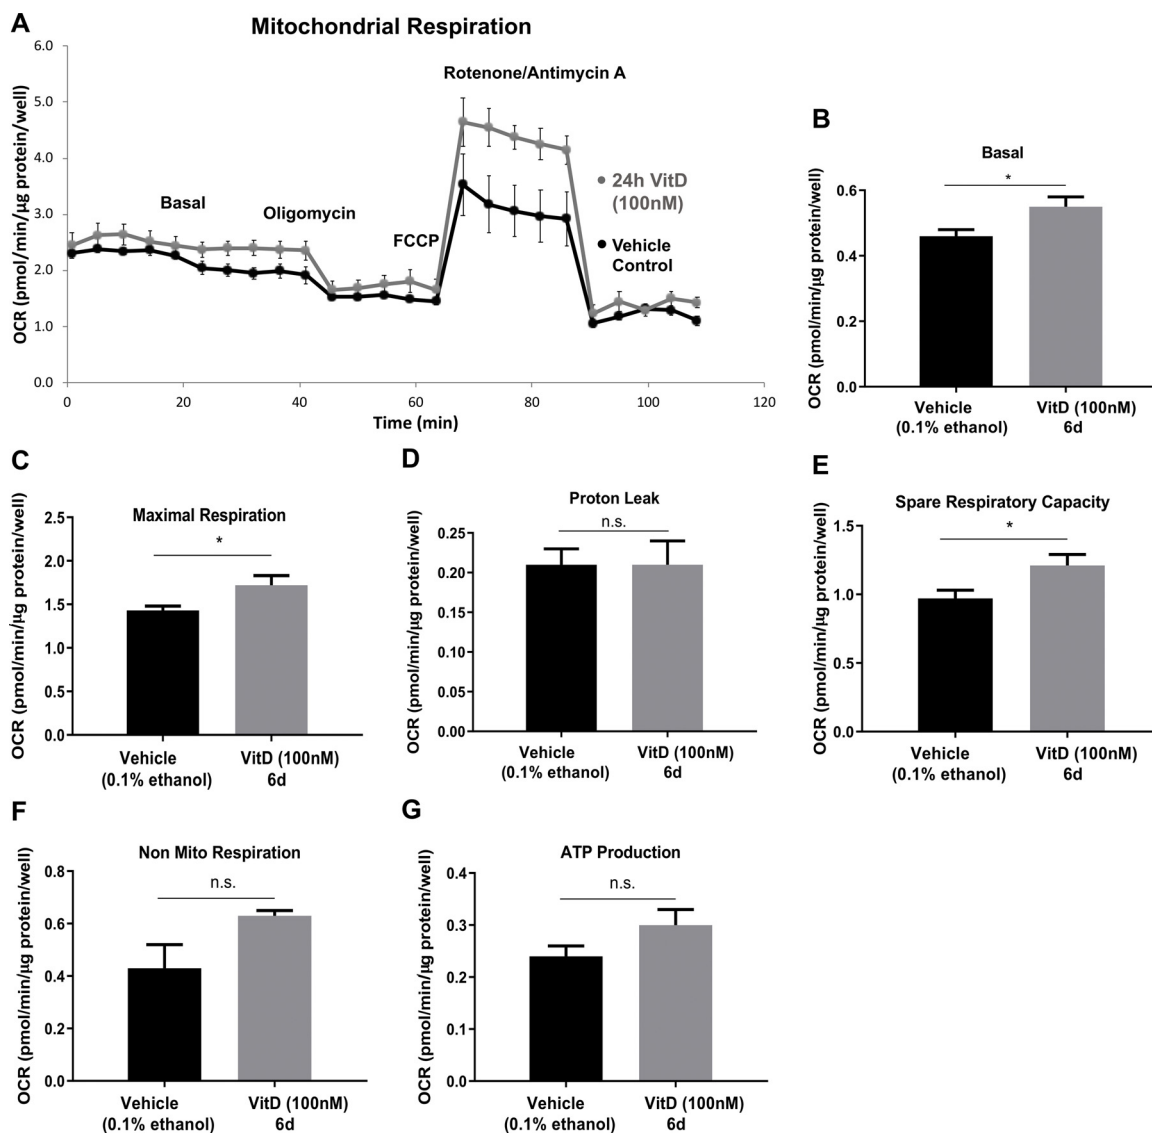 A
Mitochondrial Respiration
6.0
5.0
4.0
3.0
2.0
1.0
0.0
OCR (pmol/min/µg protein/well)
Basal
Oligomycin
FCCP
Rotenone/Antimycin A
24h VitD
(100nM)
Vehicle
Control
0 20 40 60 80 100 120
Time (min)
B
Basal
*
0.6
0.4
0.2
0.0
OCR (pmol/min/µg protein/well)
Vehicle
(0.1% ethanol)
VitD (100nM)
6d
C
Maximal Respiration
*
2.5
2.0
1.5
1.0
0.5
0.0
OCR (pmol/min/µg protein/well)
Vehicle
(0.1% ethanol)
VitD (100nM)
6d
D
Proton Leak
n.s.
0.25
0.20
0.15
0.10
0.05
0.00
OCR (pmol/min/µg protein/well)
Vehicle
(0.1% ethanol)
VitD (100nM)
6d
E
Spare Respiratory Capacity
*
1.5
1.0
0.5
0.0
OCR (pmol/min/µg protein/well)
Vehicle
(0.1% ethanol)
VitD (100nM)
6d
F
Non Mito Respiration
n.s.
0.8
0.6
0.4
0.2
0.0
OCR (pmol/min/µg protein/well)
Vehicle
(0.1% ethanol)
VitD (100nM)
6d
G
ATP Production
n.s.
0.4
0.3
0.2
0.1
0.0
OCR (pmol/min/µg protein/well)
Vehicle
(0.1% ethanol)
VitD (100nM)
6d